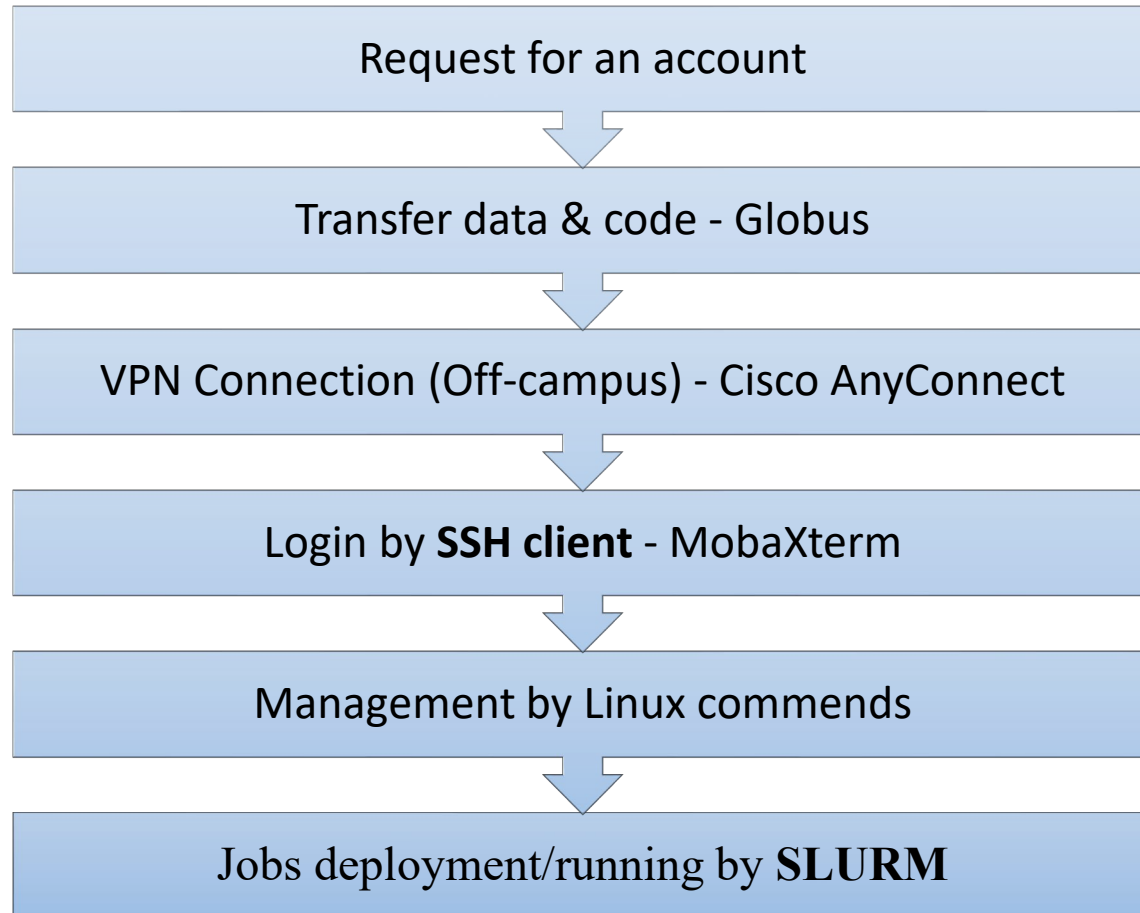 Request for an account
Transfer data & code - Globus
VPN Connection (Off-campus) - Cisco AnyConnect
Login by SSH client - MobaXterm
Management by Linux commends
Jobs deployment/running by SLURM